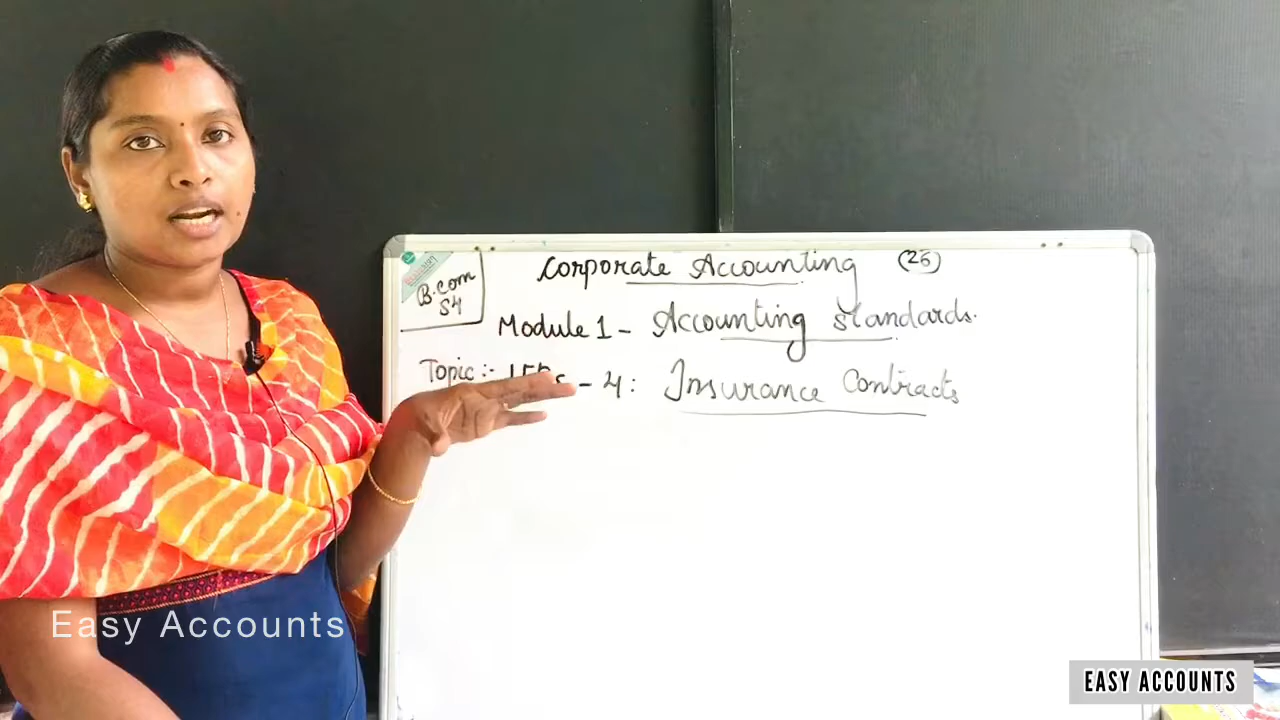 Corporate Accounting (26)
B.com
S4
Module 1 - Accounting Standards.
Topic :- - 4 : Insurance Contracts
Easy Accounts
EASY ACCOUNTS